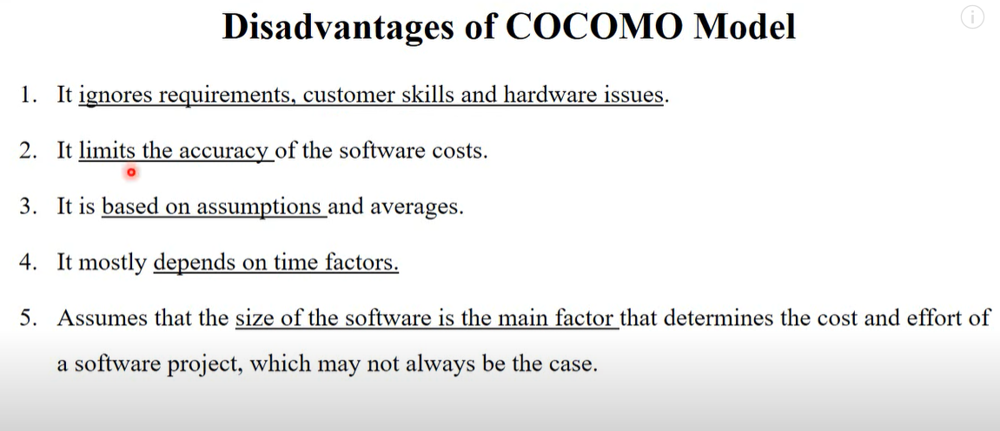 Disadvantages of COCOMO Model
1. It ignores requirements, customer skills and hardware issues.
2. It limits the accuracy of the software costs.
3. It is based on assumptions and averages.
4. It mostly depends on time factors.
5. Assumes that the size of the software is the main factor that determines the cost and effort of
a software project, which may not always be the case.